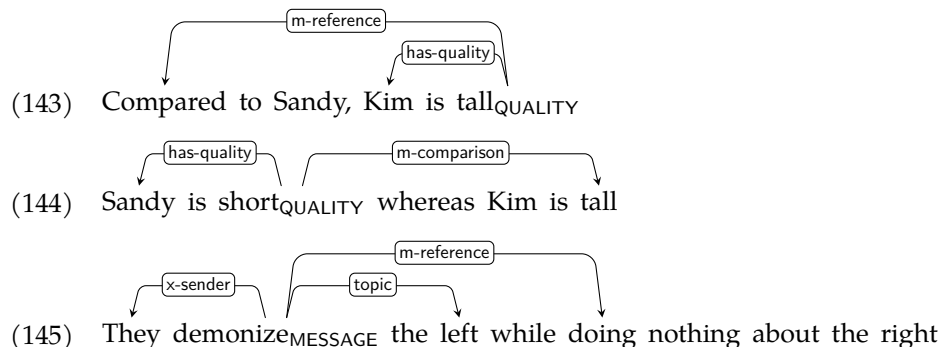 m-reference
has-quality
(143) Compared to Sandy, Kim is tallQUALITY
has-quality m-comparison
(144) Sandy is shortQUALITY whereas Kim is tall
m-reference
x-sender topic
(145) They demonizeMESSAGE the left while doing nothing about the right